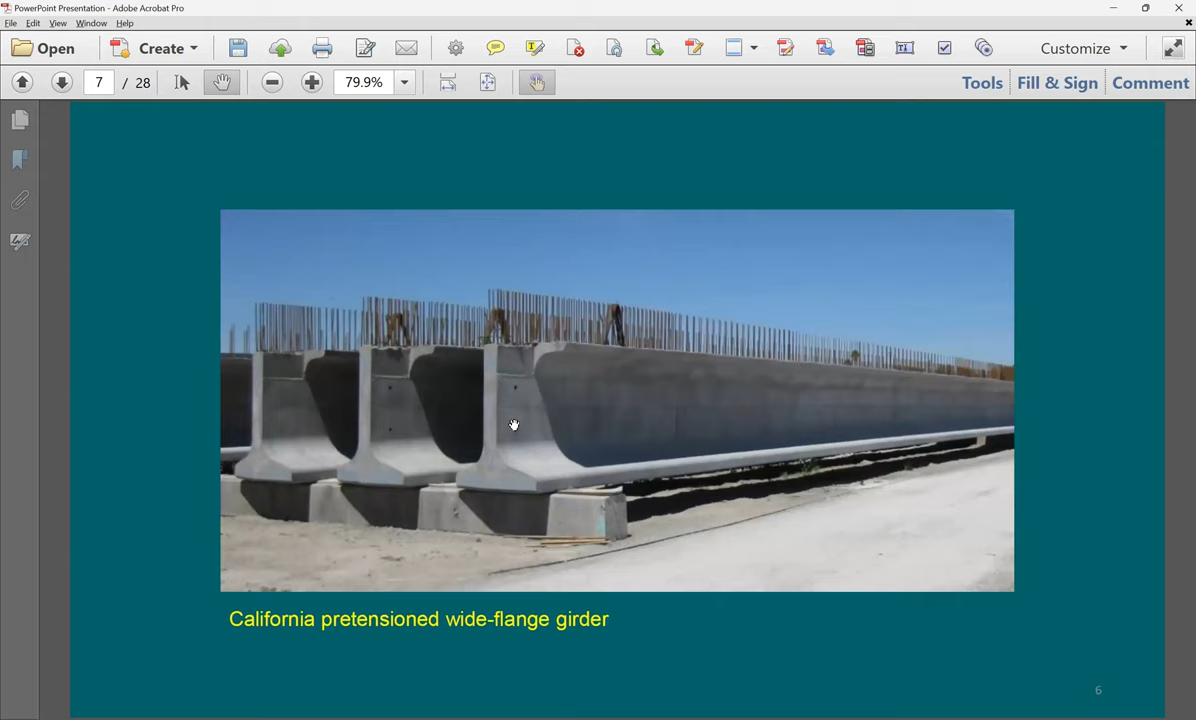 PowerPoint Presentation - Adobe Acrobat Pro
File Edit View Window Help
Open Create Customize
7 / 28 79.9% Tools Fill & Sign Comment
California pretensioned wide-flange girder
6